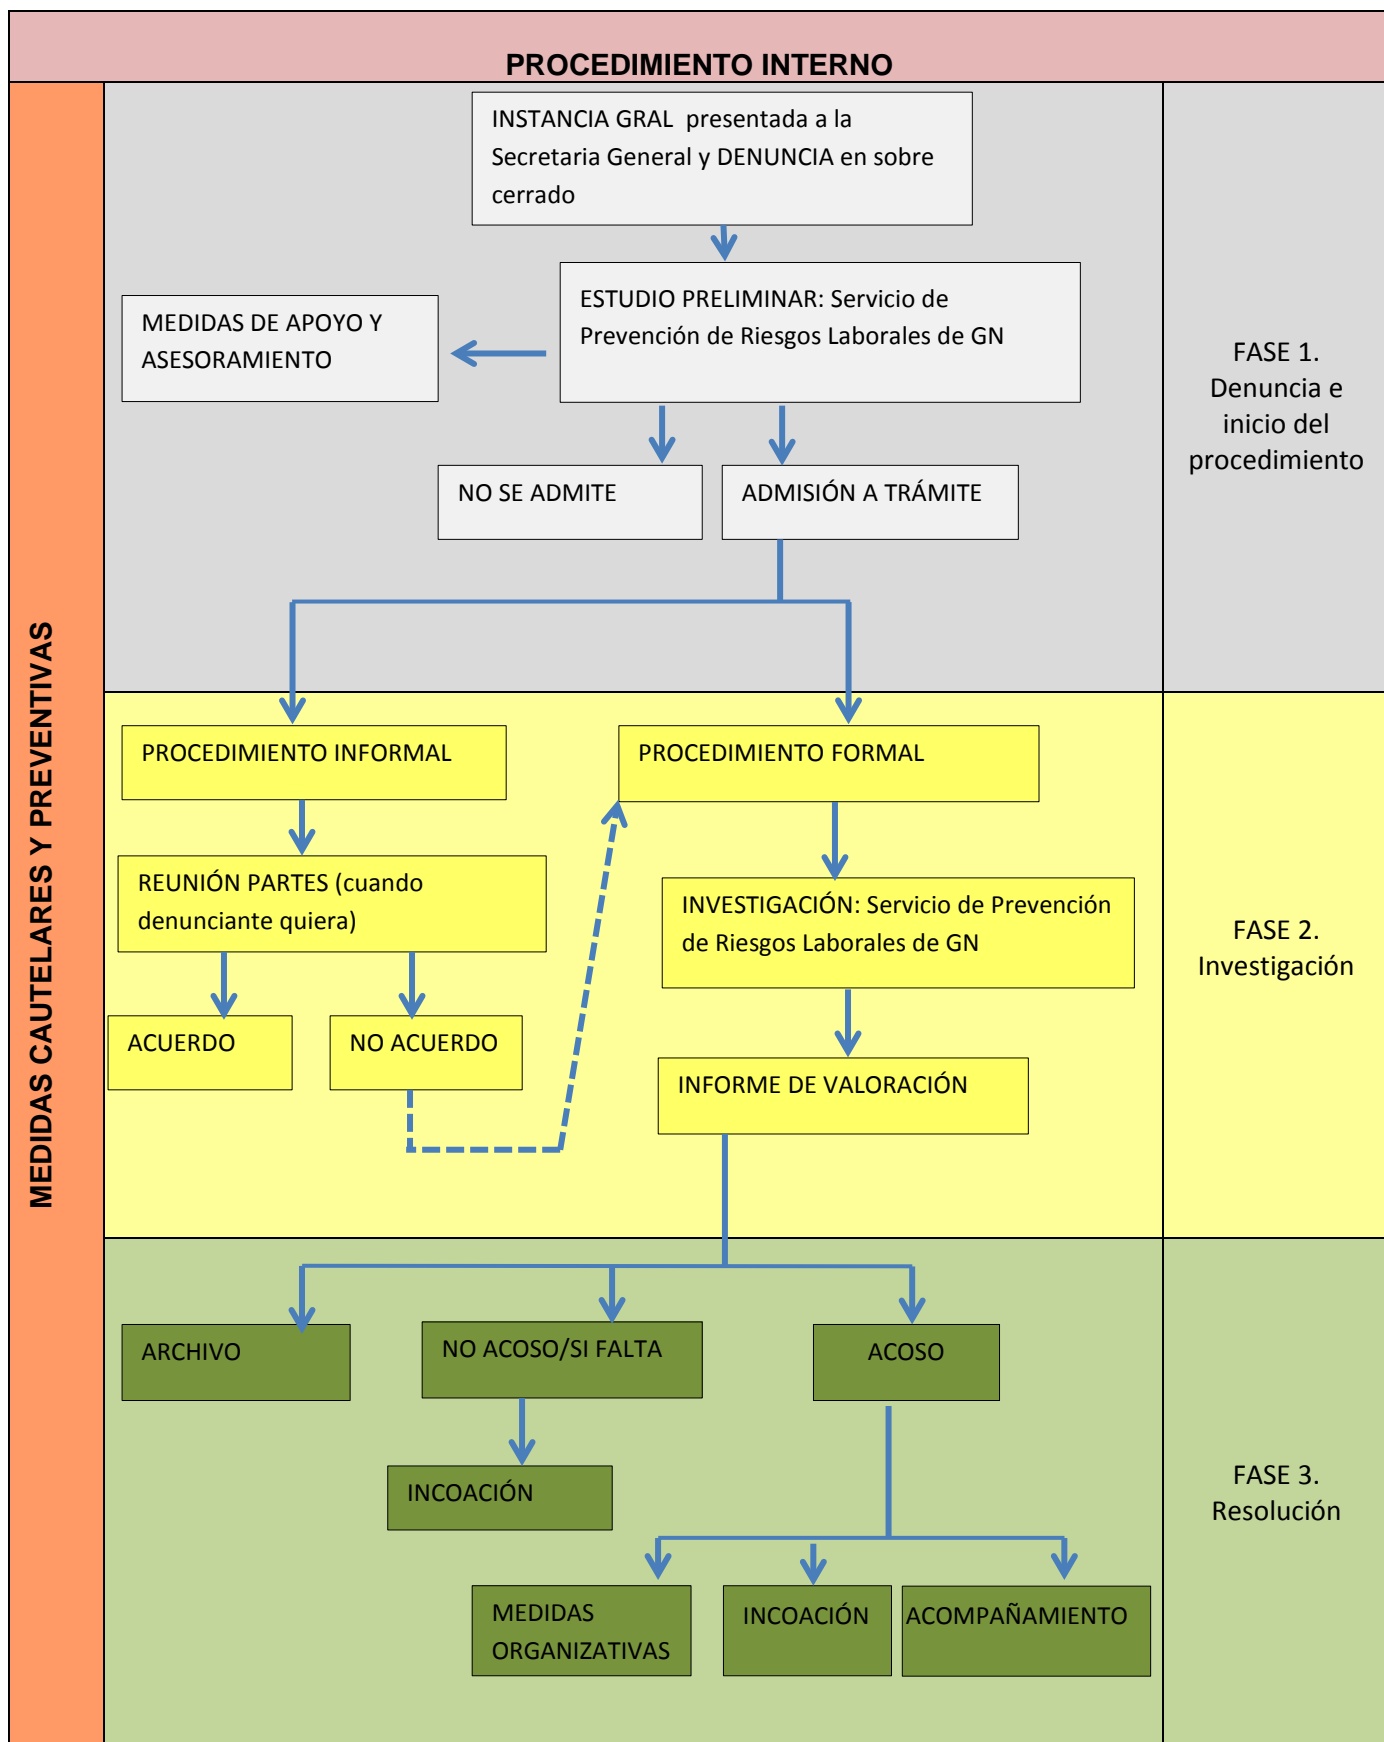 PROCEDIMIENTO INTERNO
MEDIDAS CAUTELARES Y PREVENTIVAS
INSTANCIA GRAL presentada a la
Secretaria General y DENUNCIA en sobre
cerrado
ESTUDIO PRELIMINAR: Servicio de
Prevención de Riesgos Laborales de GN
MEDIDAS DE APOYO Y
ASESORAMIENTO
NO SE ADMITE
ADMISIÓN A TRÁMITE
FASE 1.
Denuncia e
inicio del
procedimiento
PROCEDIMIENTO INFORMAL
PROCEDIMIENTO FORMAL
REUNIÓN PARTES (cuando
denunciante quiera)
INVESTIGACIÓN: Servicio de Prevención
de Riesgos Laborales de GN
ACUERDO
NO ACUERDO
INFORME DE VALORACIÓN
FASE 2.
Investigación
ARCHIVO
NO ACOSO/SI FALTA
ACOSO
INCOACIÓN
MEDIDAS
ORGANIZATIVAS
INCOACIÓN
ACOMPAÑAMIENTO
FASE 3.
Resolución